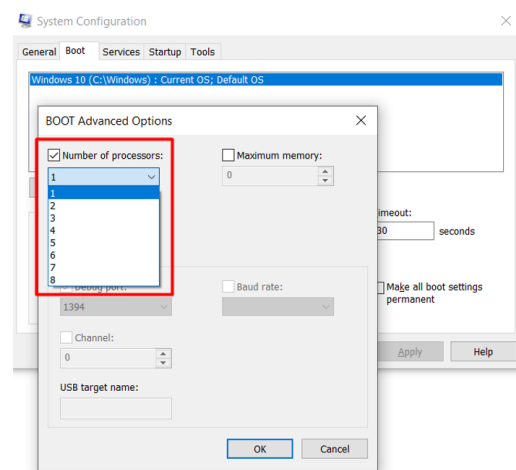 System Configuration
General Boot Services Startup Tools
Windows 10 (C:\Windows) : Current OS; Default OS
BOOT Advanced Options
Number of processors:
Maximum memory:
1
0
1
2
3
4
5
6
7
8
imeout:
30 seconds
Debug port:
Baud rate:
Make all boot settings
permanent
1394
Channel:
0
Apply Help
USB target name:
OK Cancel